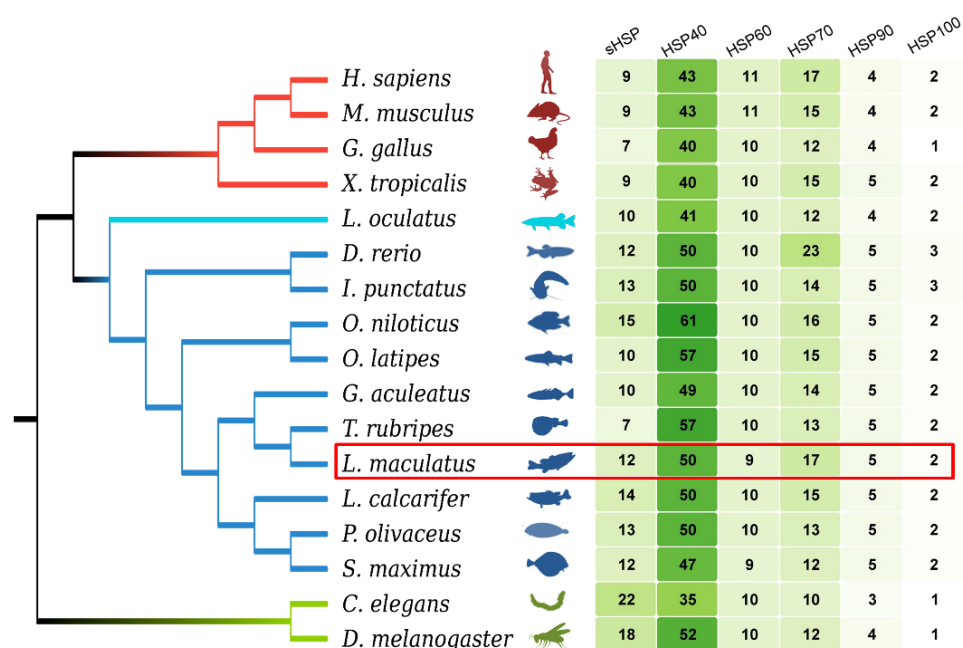 sHSP HSP40 HSP60 HSP70 HSP90 HSP100
H. sapiens 9 43 11 17 4 2
M. musculus 9 43 11 15 4 2
G. gallus 7 40 10 12 4 1
X. tropicalis 9 40 10 15 5 2
L. oculatus 10 41 10 12 4 2
D. rerio 12 50 10 23 5 3
I. punctatus 13 50 10 14 5 3
O. niloticus 15 61 10 16 5 2
O. latipes 10 57 10 15 5 2
G. aculeatus 10 49 10 14 5 2
T. rubripes 7 57 10 13 5 2
L. maculatus 12 50 9 17 5 2
L. calcarifer 14 50 10 15 5 2
P. olivaceus 13 50 10 13 5 2
S. maximus 12 47 9 12 5 2
C. elegans 22 35 10 10 3 1
D. melanogaster 18 52 10 12 4 1